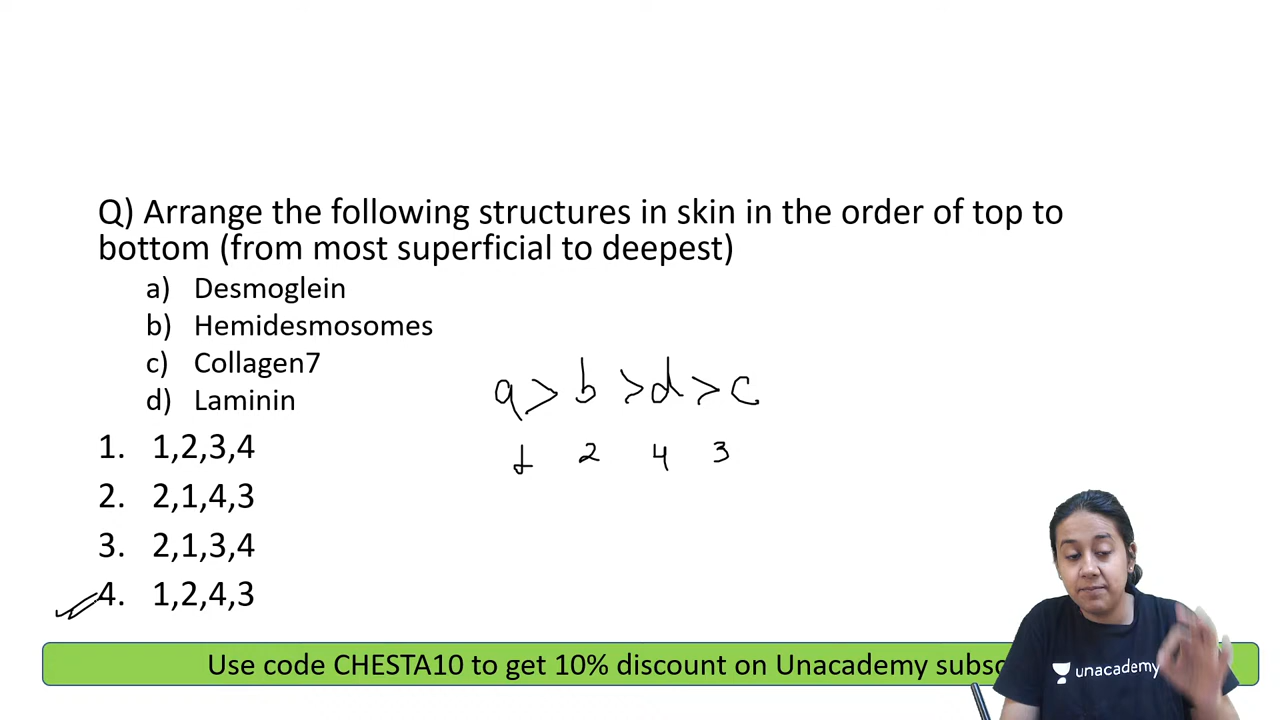 Q) Arrange the following structures in skin in the order of top to
bottom (from most superficial to deepest)
a) Desmoglein
b) Hemidesmosomes
c) Collagen7
d) Laminin
a > b > d > c
1 2 4 3
1. 1,2,3,4
2. 2,1,4,3
3. 2,1,3,4
4. 1,2,4,3
Use code CHESTA10 to get 10% discount on Unacademy
unacademy